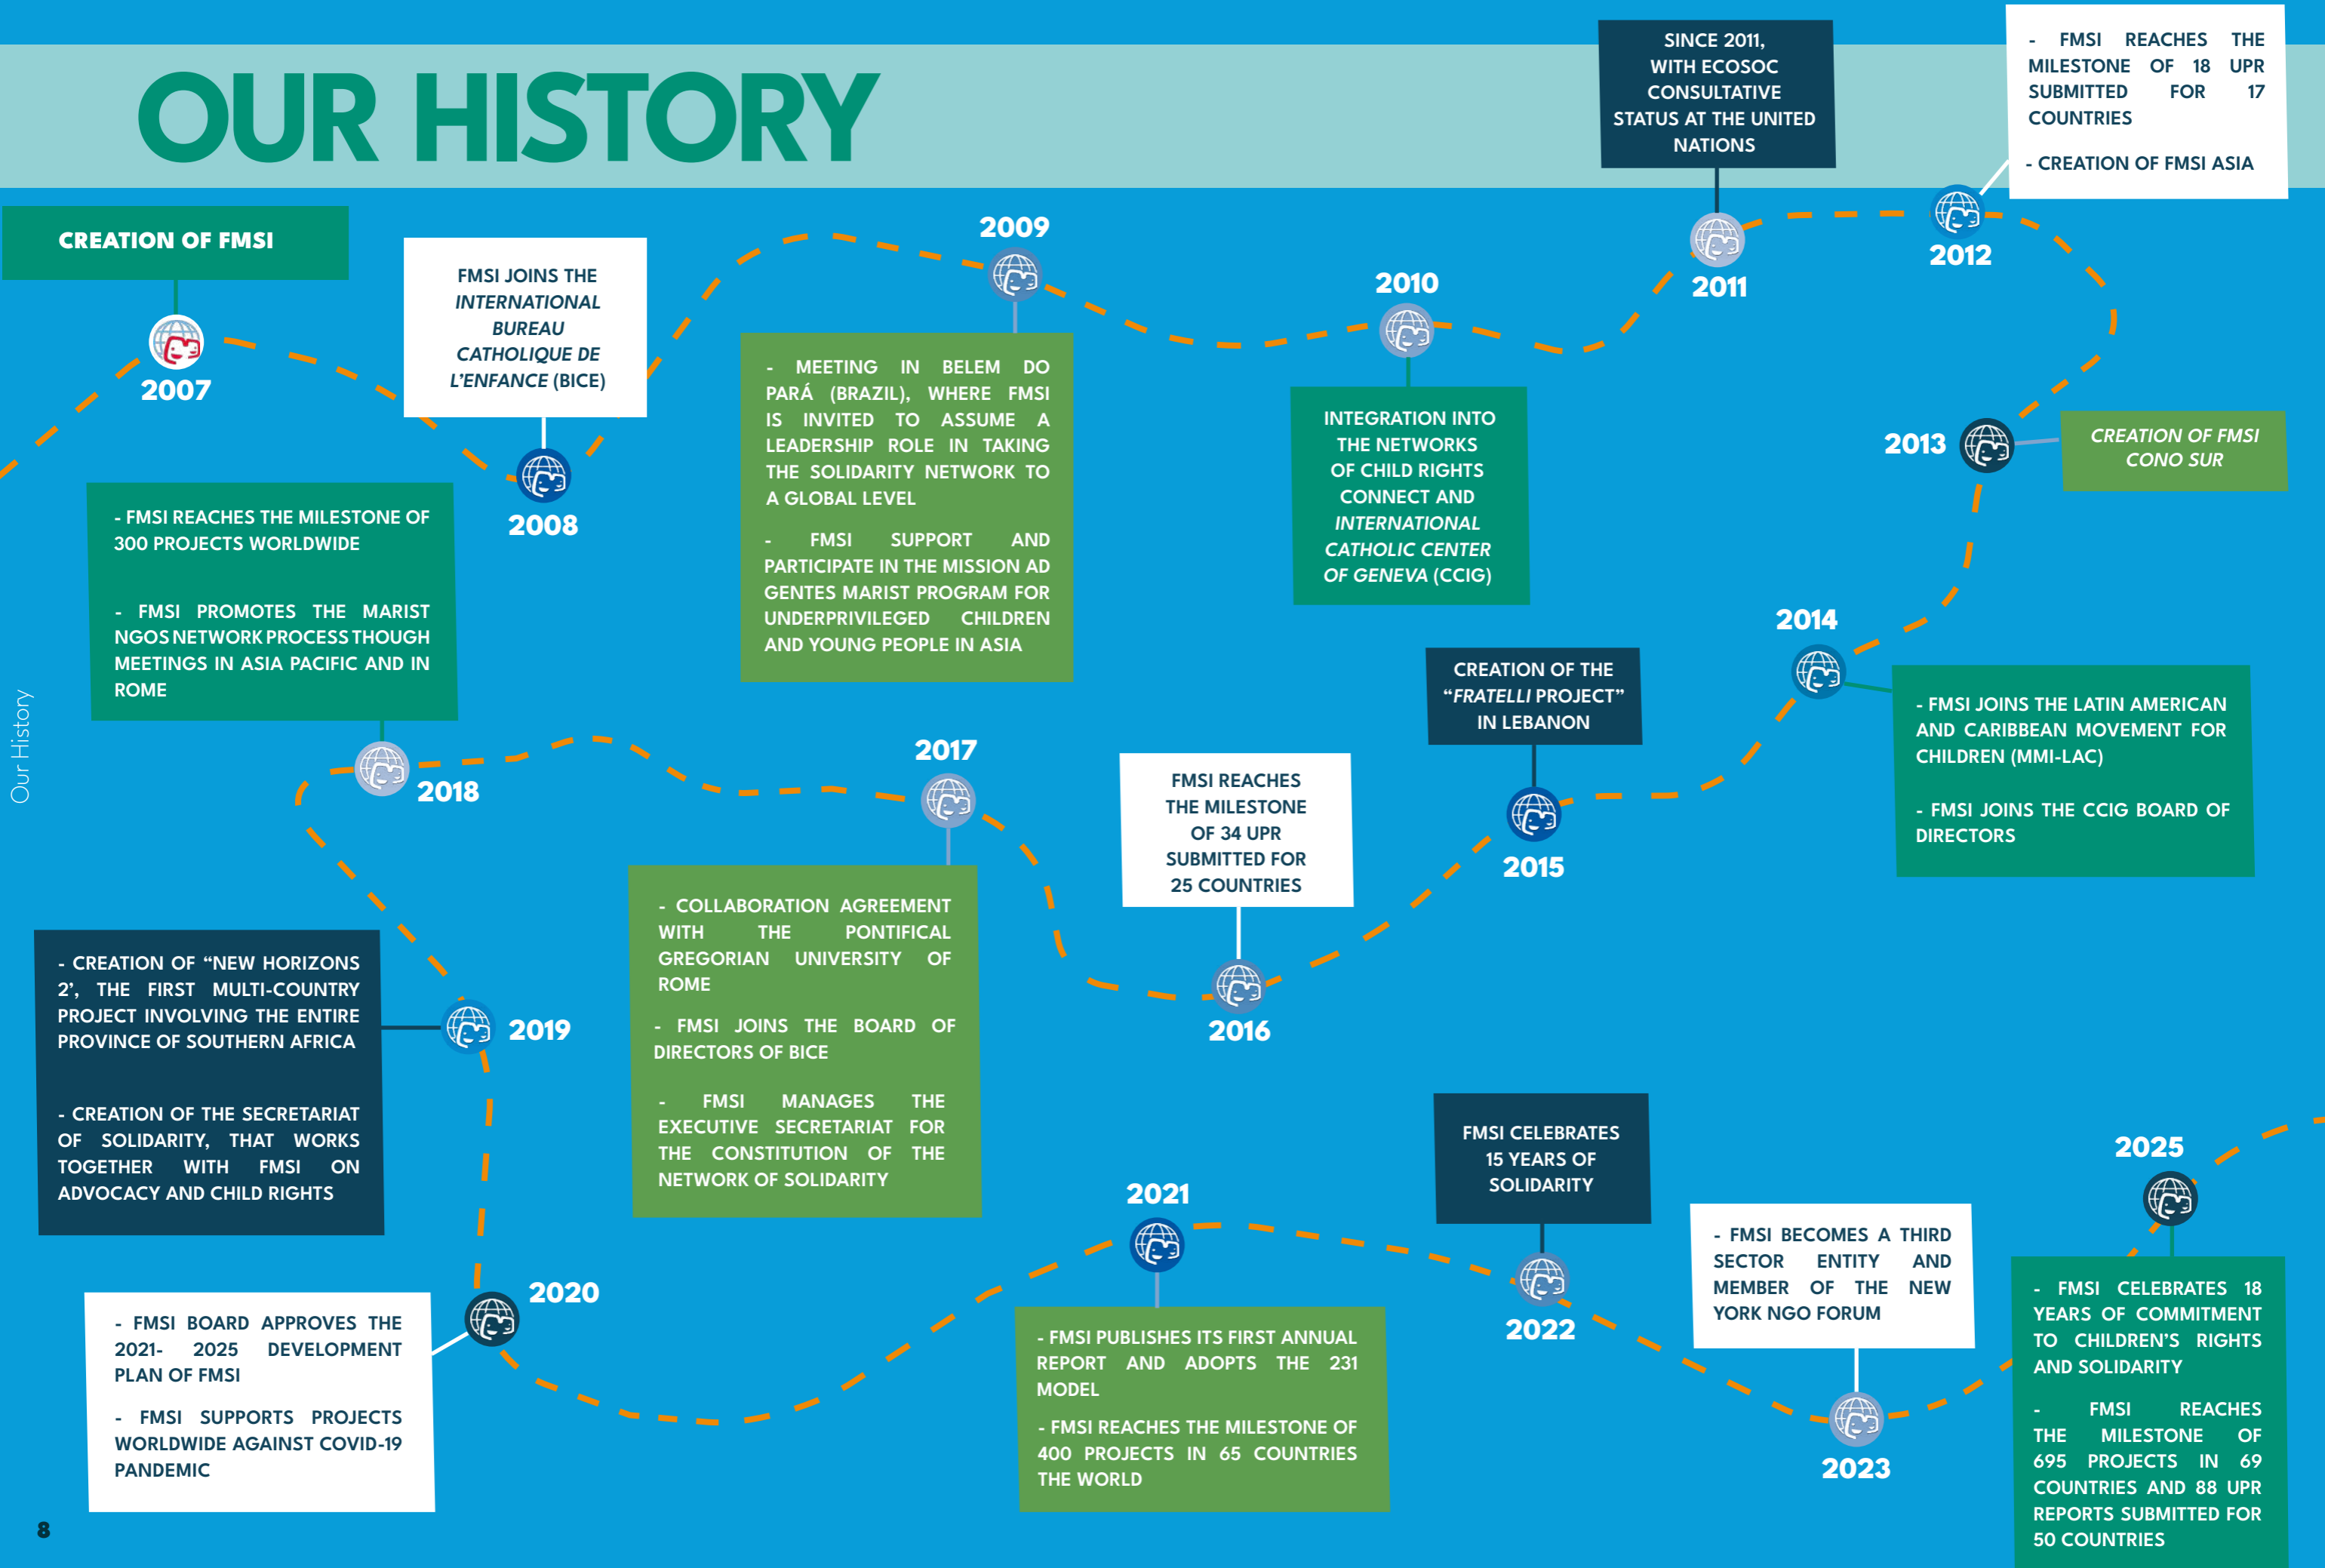 OUR HISTORY
CREATION OF FMSI
2007
FMSI JOINS THE
INTERNATIONAL
BUREAU
CATHOLIQUE DE
L'ENFANCE (BICE)
2008
2009
- MEETING IN BELEM DO
PARÁ (BRAZIL), WHERE FMSI
IS INVITED TO ASSUME A
LEADERSHIP ROLE IN TAKING
THE SOLIDARITY NETWORK TO
A GLOBAL LEVEL
- FMSI SUPPORT AND
PARTICIPATE IN THE MISSION AD
GENTES MARIST PROGRAM FOR
UNDERPRIVILEGED CHILDREN
AND YOUNG PEOPLE IN ASIA
2010
INTEGRATION INTO
THE NETWORKS
OF CHILD RIGHTS
CONNECT AND
INTERNATIONAL
CATHOLIC CENTER
OF GENEVA (CCIG)
SINCE 2011,
WITH ECOSOC
CONSULTATIVE
STATUS AT THE UNITED
NATIONS
2011
- FMSI REACHES THE
MILESTONE OF 18 UPR
SUBMITTED FOR 17
COUNTRIES
- CREATION OF FMSI ASIA
2012
2013
CREATION OF FMSI
CONO SUR
2014
- FMSI JOINS THE LATIN AMERICAN
AND CARIBBEAN MOVEMENT FOR
CHILDREN (MMI-LAC)
- FMSI JOINS THE CCIG BOARD OF
DIRECTORS
CREATION OF THE
“FRATELLI PROJECT”
IN LEBANON
2015
FMSI REACHES
THE MILESTONE
OF 34 UPR
SUBMITTED FOR
25 COUNTRIES
2016
2017
- COLLABORATION AGREEMENT
WITH THE PONTIFICAL
GREGORIAN UNIVERSITY OF
ROME
- FMSI JOINS THE BOARD OF
DIRECTORS OF BICE
- FMSI MANAGES THE
EXECUTIVE SECRETARIAT FOR
THE CONSTITUTION OF THE
NETWORK OF SOLIDARITY
- FMSI REACHES THE MILESTONE OF
300 PROJECTS WORLDWIDE
- FMSI PROMOTES THE MARIST
NGOS NETWORK PROCESS THOUGH
MEETINGS IN ASIA PACIFIC AND IN
ROME
2018
- CREATION OF “NEW HORIZONS
2’, THE FIRST MULTI-COUNTRY
PROJECT INVOLVING THE ENTIRE
PROVINCE OF SOUTHERN AFRICA
- CREATION OF THE SECRETARIAT
OF SOLIDARITY, THAT WORKS
TOGETHER WITH FMSI ON
ADVOCACY AND CHILD RIGHTS
2019
2020
- FMSI BOARD APPROVES THE
2021- 2025 DEVELOPMENT
PLAN OF FMSI
- FMSI SUPPORTS PROJECTS
WORLDWIDE AGAINST COVID-19
PANDEMIC
2021
- FMSI PUBLISHES ITS FIRST ANNUAL
REPORT AND ADOPTS THE 231
MODEL
- FMSI REACHES THE MILESTONE OF
400 PROJECTS IN 65 COUNTRIES
THE WORLD
FMSI CELEBRATES
15 YEARS OF
SOLIDARITY
2022
- FMSI BECOMES A THIRD
SECTOR ENTITY AND
MEMBER OF THE NEW
YORK NGO FORUM
2023
2025
- FMSI CELEBRATES 18
YEARS OF COMMITMENT
TO CHILDREN’S RIGHTS
AND SOLIDARITY
- FMSI REACHES
THE MILESTONE OF
695 PROJECTS IN 69
COUNTRIES AND 88 UPR
REPORTS SUBMITTED FOR
50 COUNTRIES
Our History
8